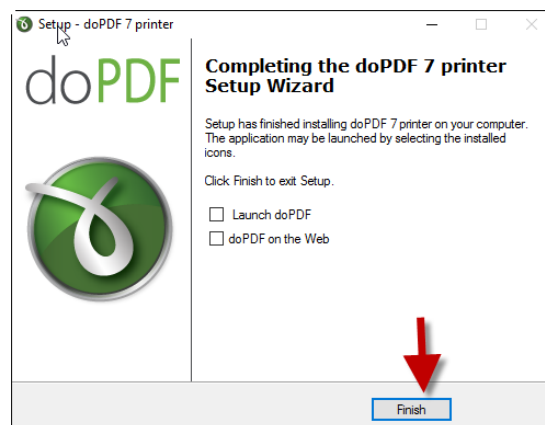 Setup - doPDF 7 printer
doPDF
Completing the doPDF 7 printer
Setup Wizard
Setup has finished installing doPDF 7 printer on your computer.
The application may be launched by selecting the installed
icons.
Click Finish to exit Setup.
Launch doPDF
doPDF on the Web
Finish